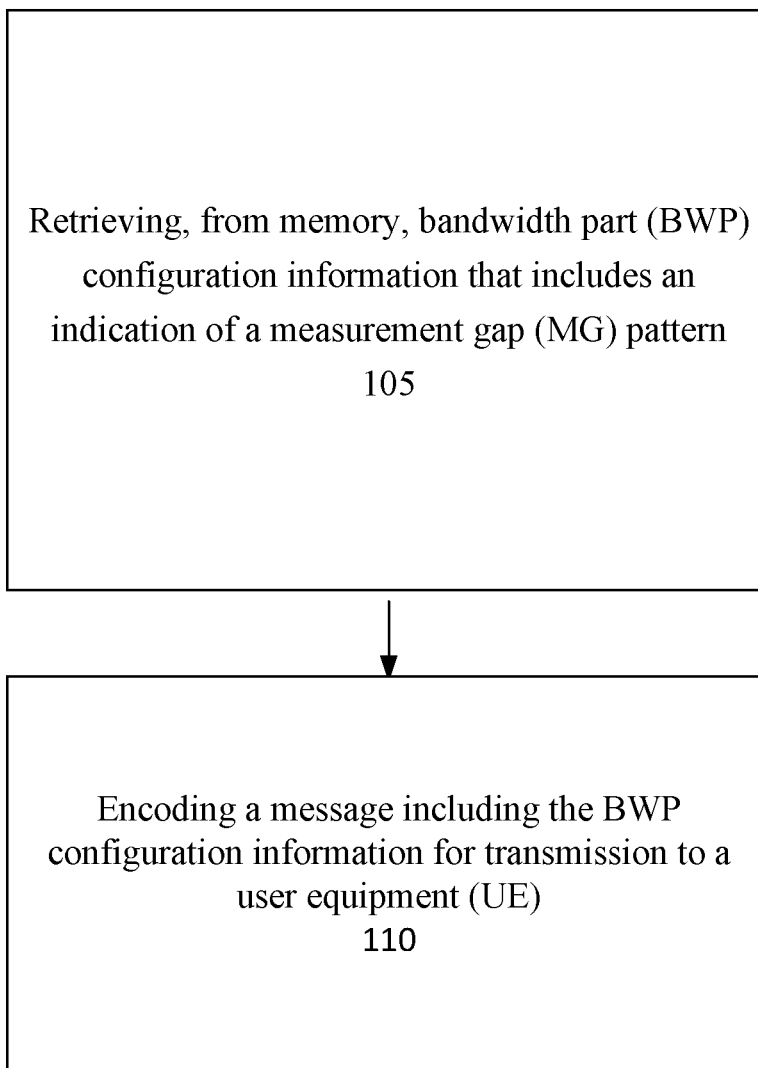 Retrieving, from memory, bandwidth part (BWP)
configuration information that includes an
indication of a measurement gap (MG) pattern
105
Encoding a message including the BWP
configuration information for transmission to a
user equipment (UE)
110